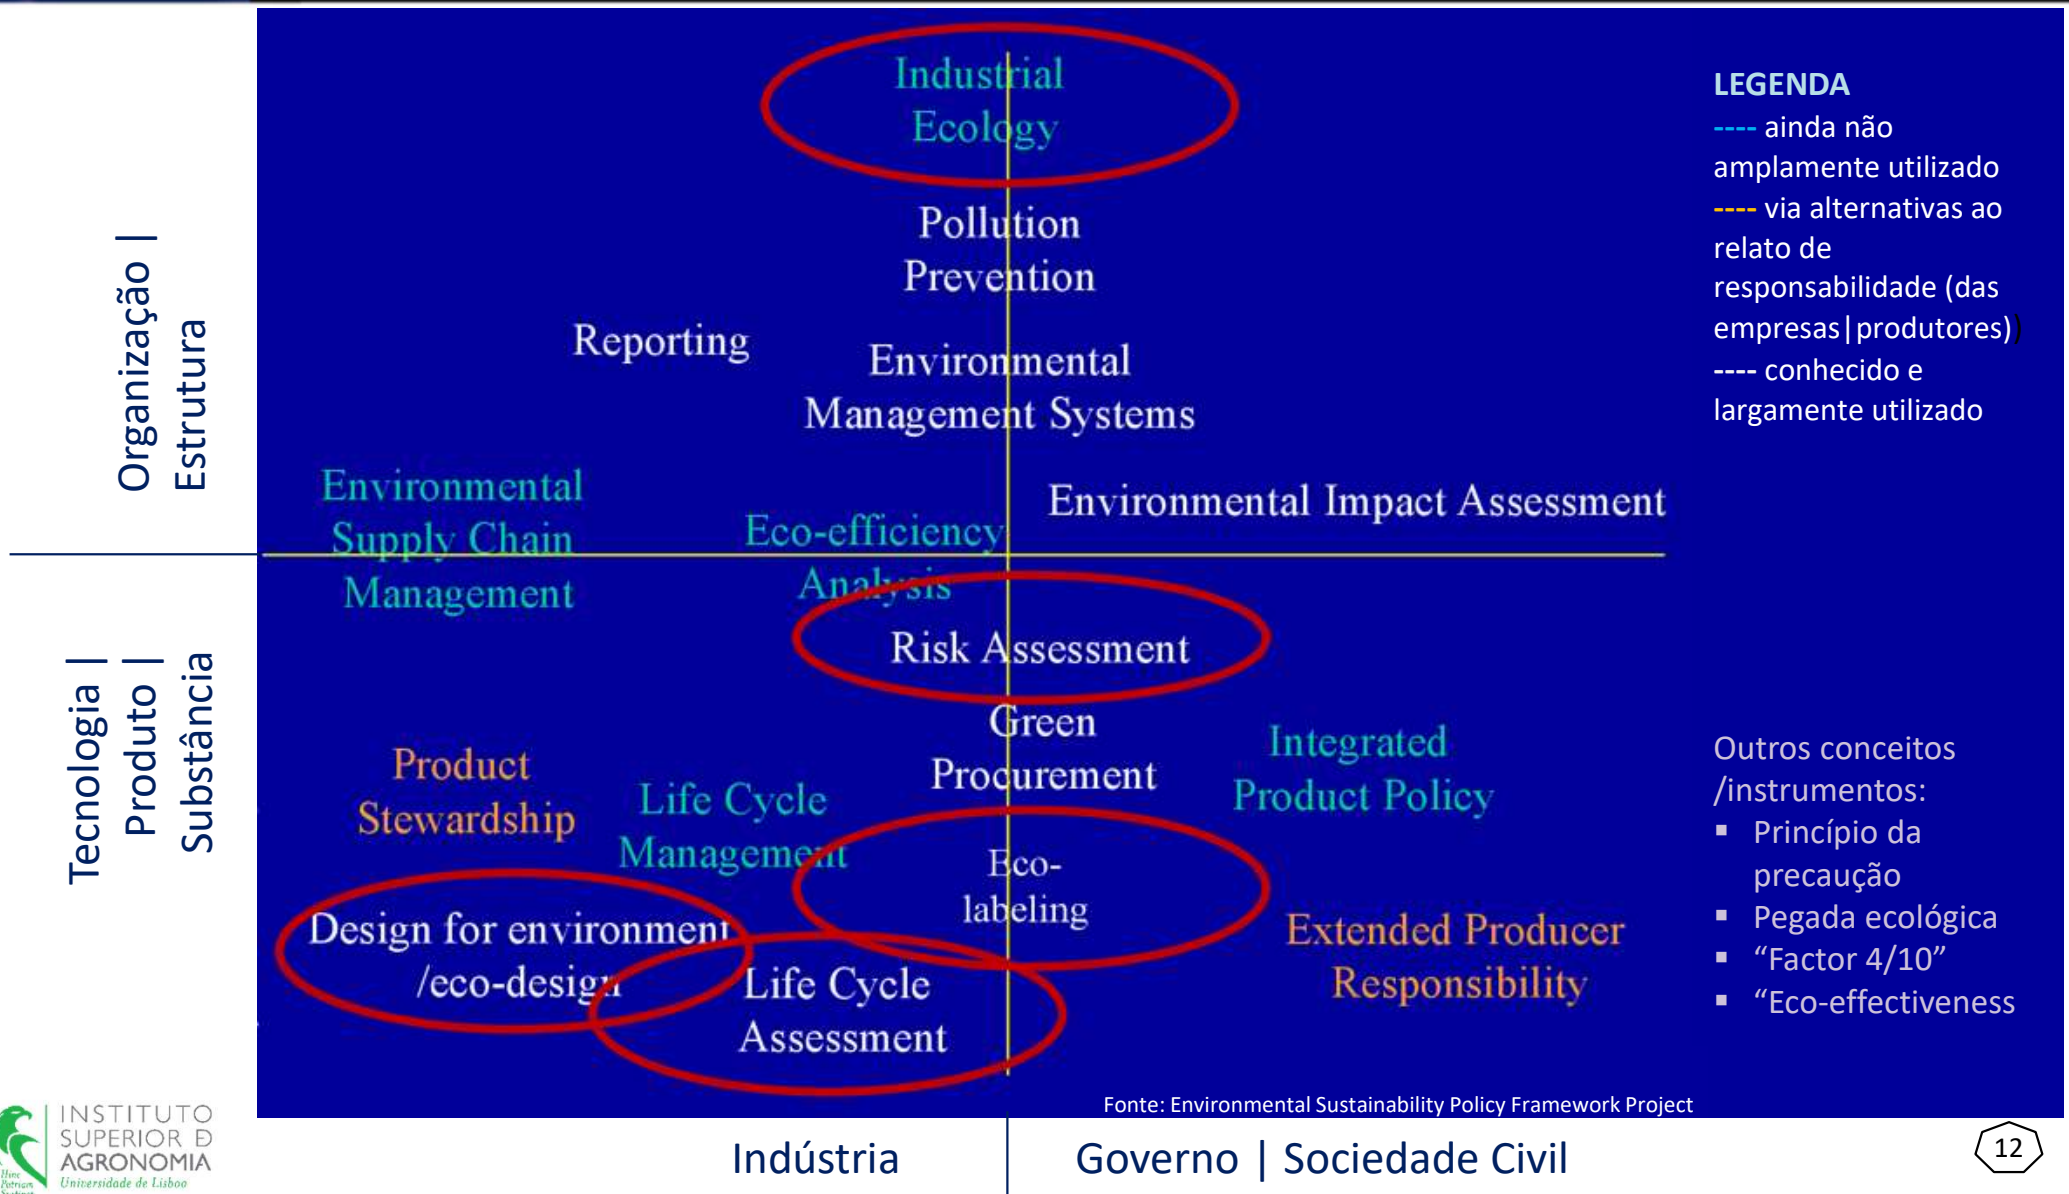 Organização |
Estrutura
Tecnologia |
Produto |
Substância
Industrial
Ecology
Pollution
Prevention
Reporting
Environmental
Management Systems
Environmental
Supply Chain
Management
Eco-efficiency
Analysis
Environmental Impact Assessment
Risk Assessment
Green
Procurement
Integrated
Product Policy
Product
Stewardship
Life Cycle
Management
Eco-
labeling
Design for environment
/eco-design
Life Cycle
Assessment
Extended Producer
Responsibility
LEGENDA
---- ainda não
amplamente utilizado
---- via alternativas ao
relato de
responsabilidade (das
empresas|produtores))
---- conhecido e
largamente utilizado
Outros conceitos
/instrumentos:
▪ Princípio da
precaução
▪ Pegada ecológica
▪ “Factor 4/10”
▪ “Eco-effectiveness
Fonte: Environmental Sustainability Policy Framework Project
Indústria
Governo | Sociedade Civil
12
INSTITUTO
SUPERIOR D
AGRONOMIA
Universidade de Lisboa
Hinc
Patriam